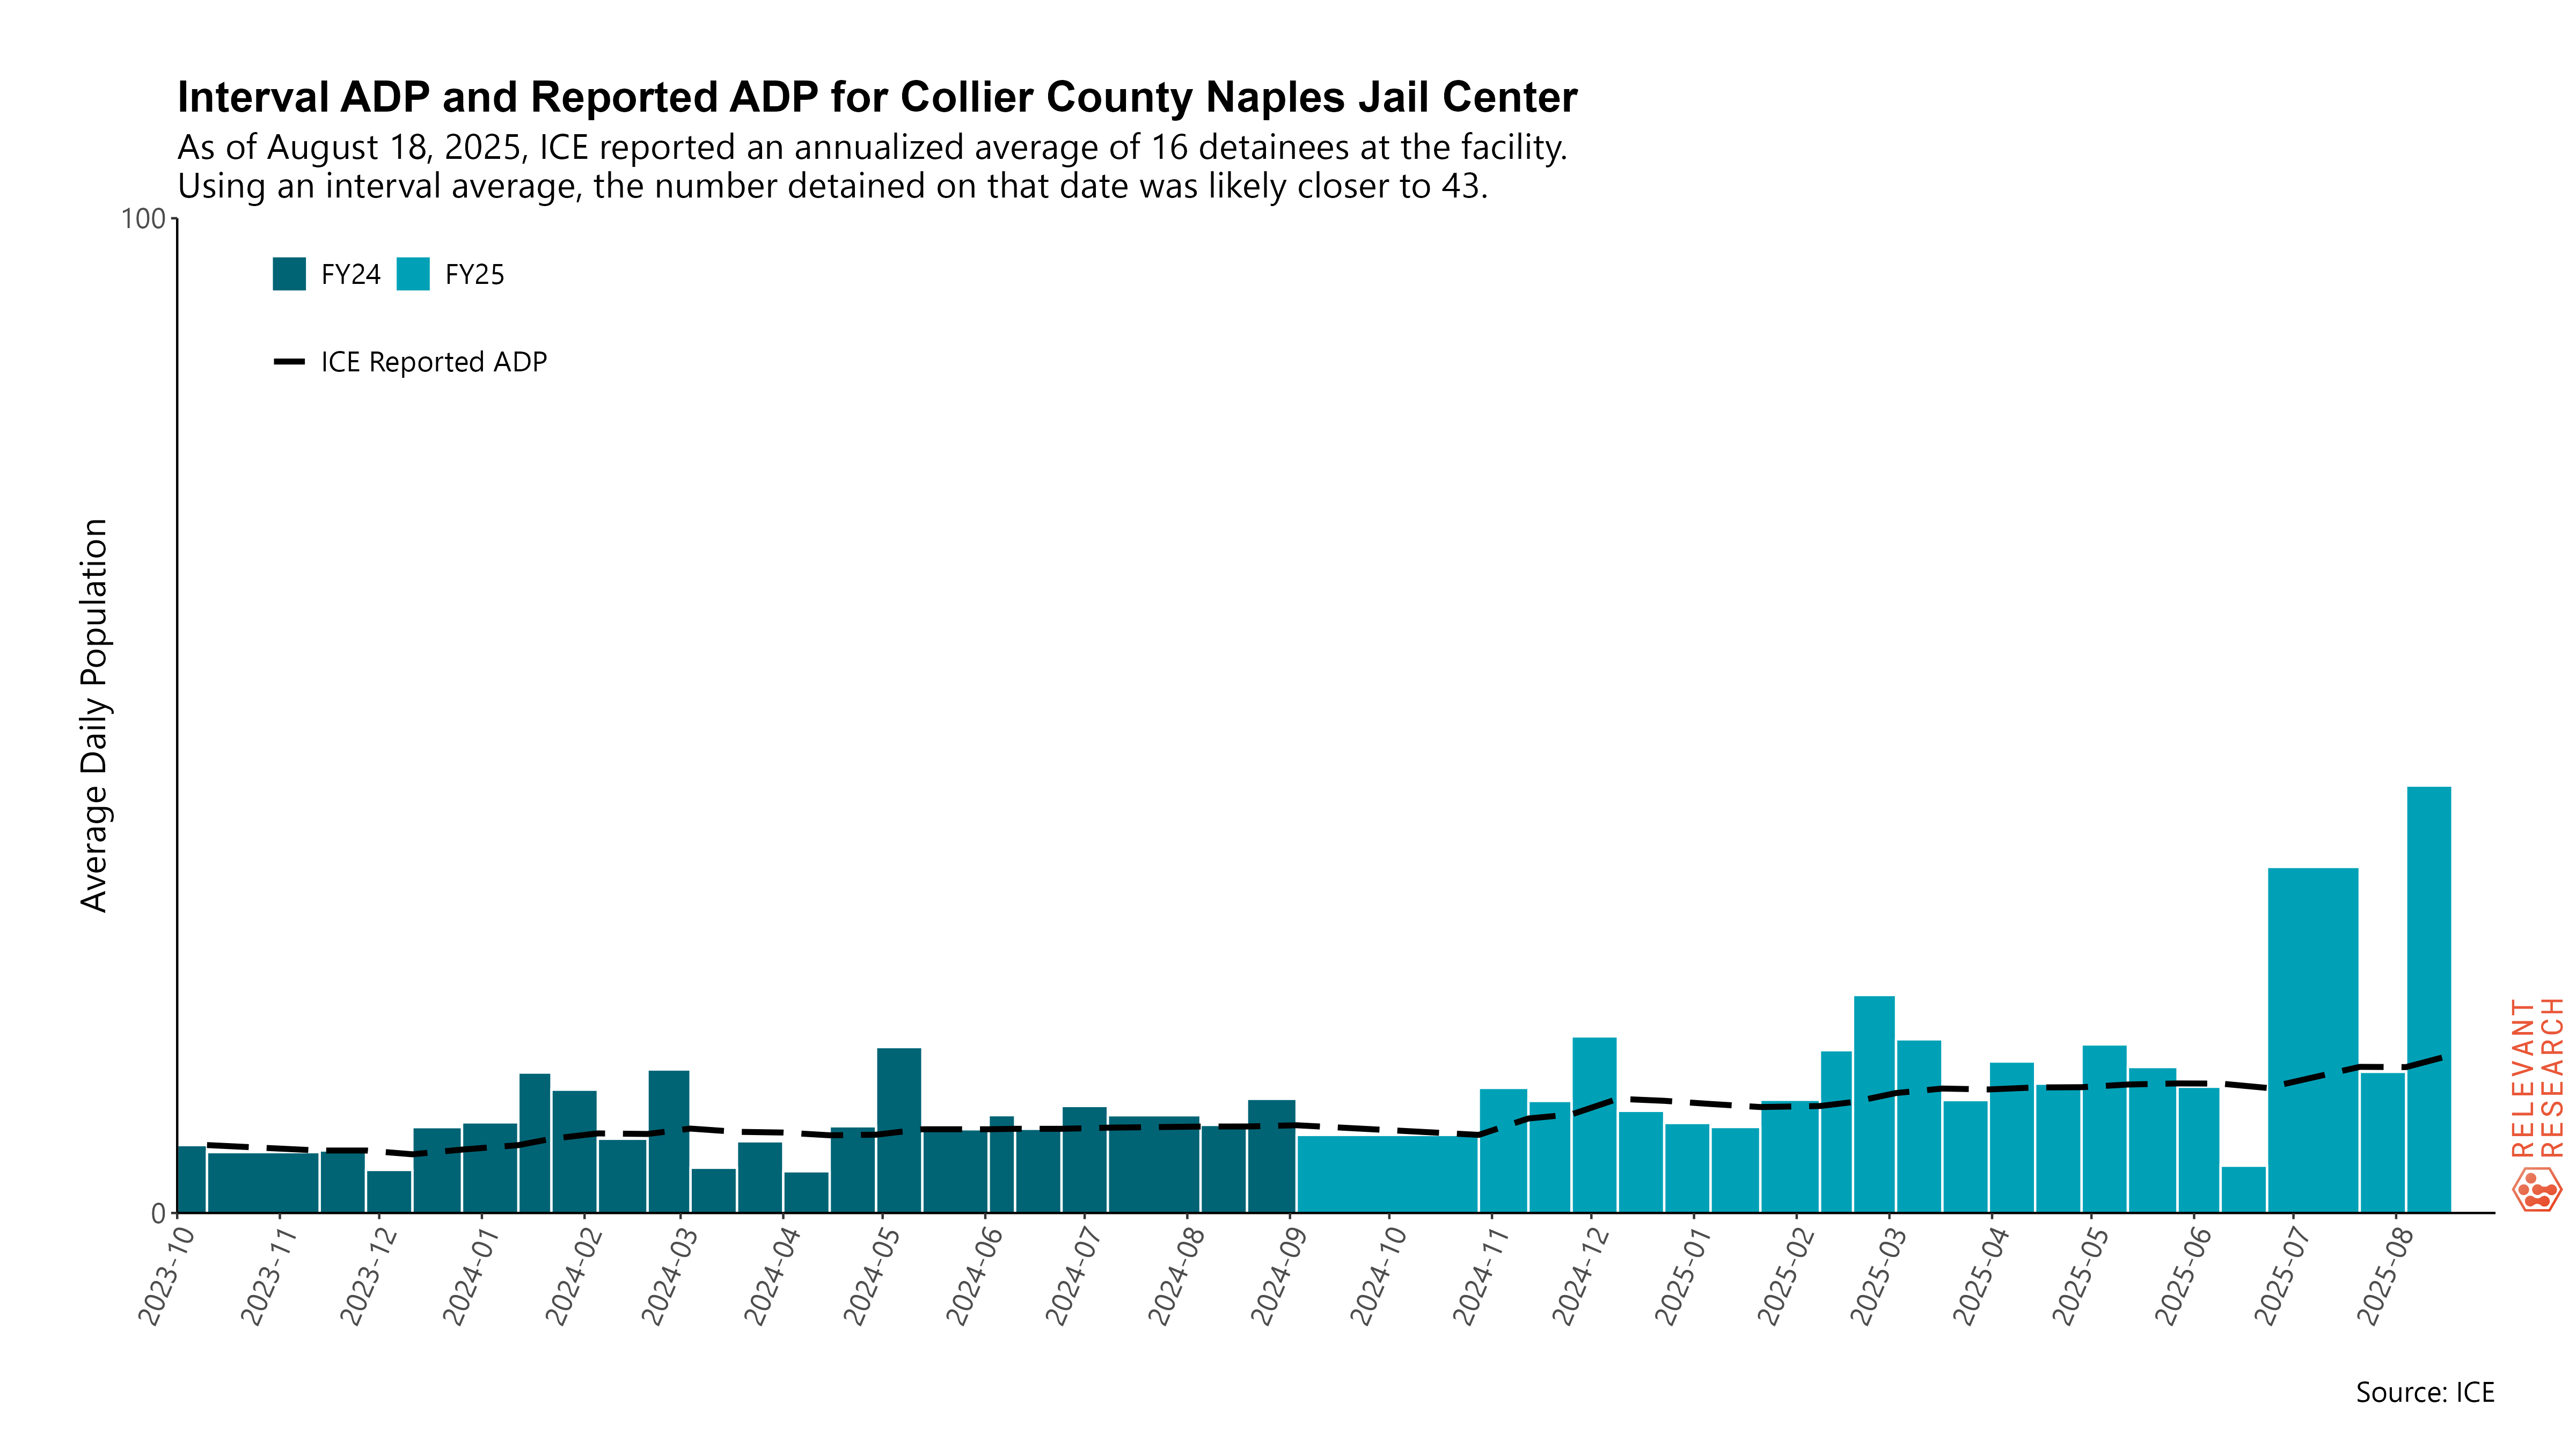 Interval ADP and Reported ADP for Collier County Naples Jail Center
As of August 18, 2025, ICE reported an annualized average of 16 detainees at the facility.
Using an interval average, the number detained on that date was likely closer to 43.
100
FY24 FY25
ICE Reported ADP
Average Daily Population
0
2023-10 2023-11 2023-12 2024-01 2024-02 2024-03 2024-04 2024-05 2024-06 2024-07 2024-08 2024-09 2024-10 2024-11 2024-12 2025-01 2025-02 2025-03 2025-04 2025-05 2025-06 2025-07 2025-08
RELEVANT
RESEARCH
Source: ICE